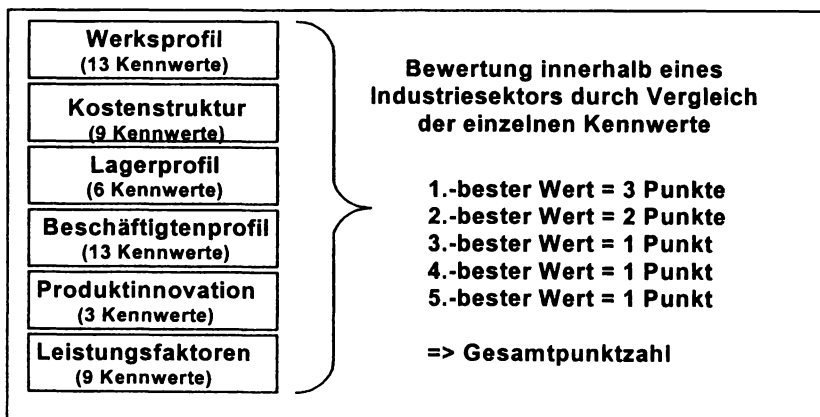 Werksprofil
(13 Kennwerte)
Kostenstruktur
(9 Kennwerte)
Lagerprofil
(6 Kennwerte)
Beschäftigtenprofil
(13 Kennwerte)
Produktinnovation
(3 Kennwerte)
Leistungsfaktoren
(9 Kennwerte)
Bewertung innerhalb eines
Industriesektors durch Vergleich
der einzelnen Kennwerte
1.-bester Wert = 3 Punkte
2.-bester Wert = 2 Punkte
3.-bester Wert = 1 Punkt
4.-bester Wert = 1 Punkt
5.-bester Wert = 1 Punkt
=> Gesamtpunktzahl